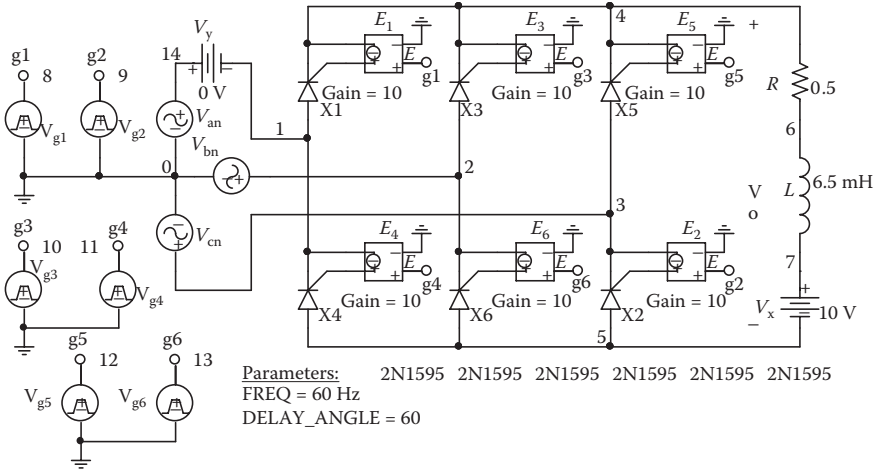 V_y
14
+ −
0 V
g1 8
g2 9
V_g1
V_g2
V_an
+ −
V_bn
0
V_cn
− +
1
2
3
4
5
g3 10
11 g4
V_g3
V_g4
g5 12
g6 13
V_g5
V_g6
E_1
− + E
g1
Gain = 10
X1
E_3
− + E
g3
Gain = 10
X3
E_5
− + E
g5
Gain = 10
X5
E_4
− + E
g4
Gain = 10
X4
E_6
− + E
g6
Gain = 10
X6
E_2
− + E
g2
Gain = 10
X2
+
R 0.5
6
V
o
L 6.5 mH
7
V_x + 10 V
−
Parameters:
FREQ = 60 Hz
DELAY_ANGLE = 60
2N1595 2N1595 2N1595 2N1595 2N1595 2N1595